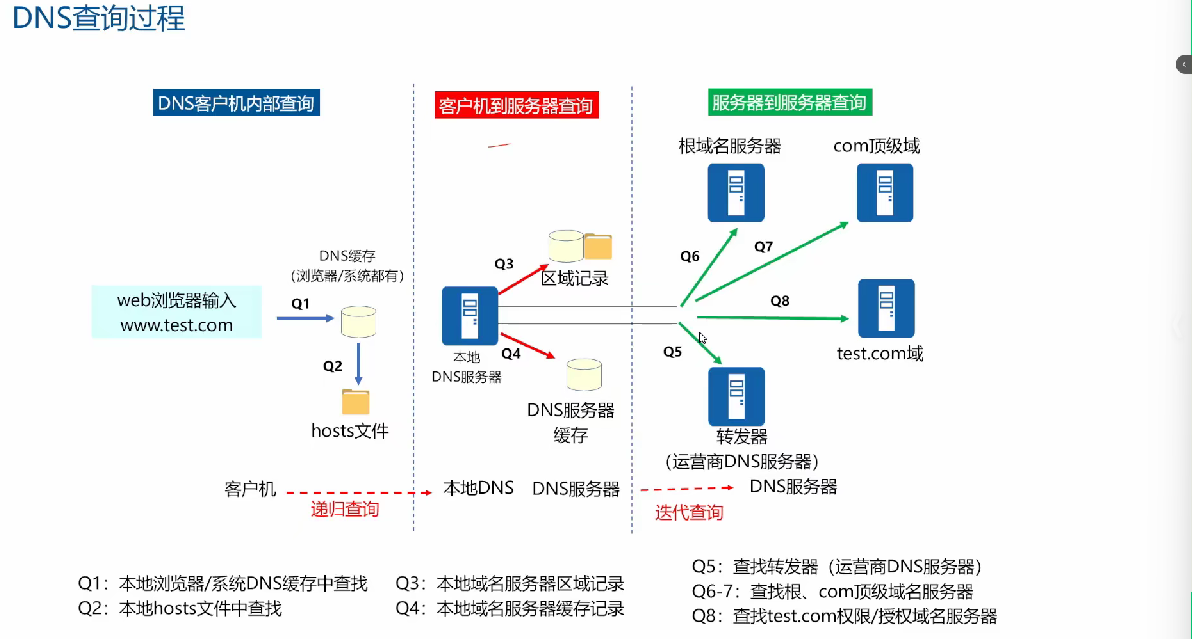 DNS查询过程
DNS客户机内部查询
客户机到服务器查询
服务器到服务器查询
根域名服务器
com顶级域
DNS缓存
（浏览器/系统都有）
web浏览器输入
www.test.com
Q1
Q2
hosts文件
Q3
区域记录
Q4
本地
DNS服务器
DNS服务器
缓存
Q6
Q7
Q8
test.com域
Q5
转发器
（运营商DNS服务器）
客户机
递归查询
本地DNS
DNS服务器
迭代查询
DNS服务器
Q1：本地浏览器/系统DNS缓存中查找
Q2：本地hosts文件中查找
Q3：本地域名服务器区域记录
Q4：本地域名服务器缓存记录
Q5：查找转发器（运营商DNS服务器）
Q6-7：查找根、com顶级域名服务器
Q8：查找test.com权限/授权域名服务器